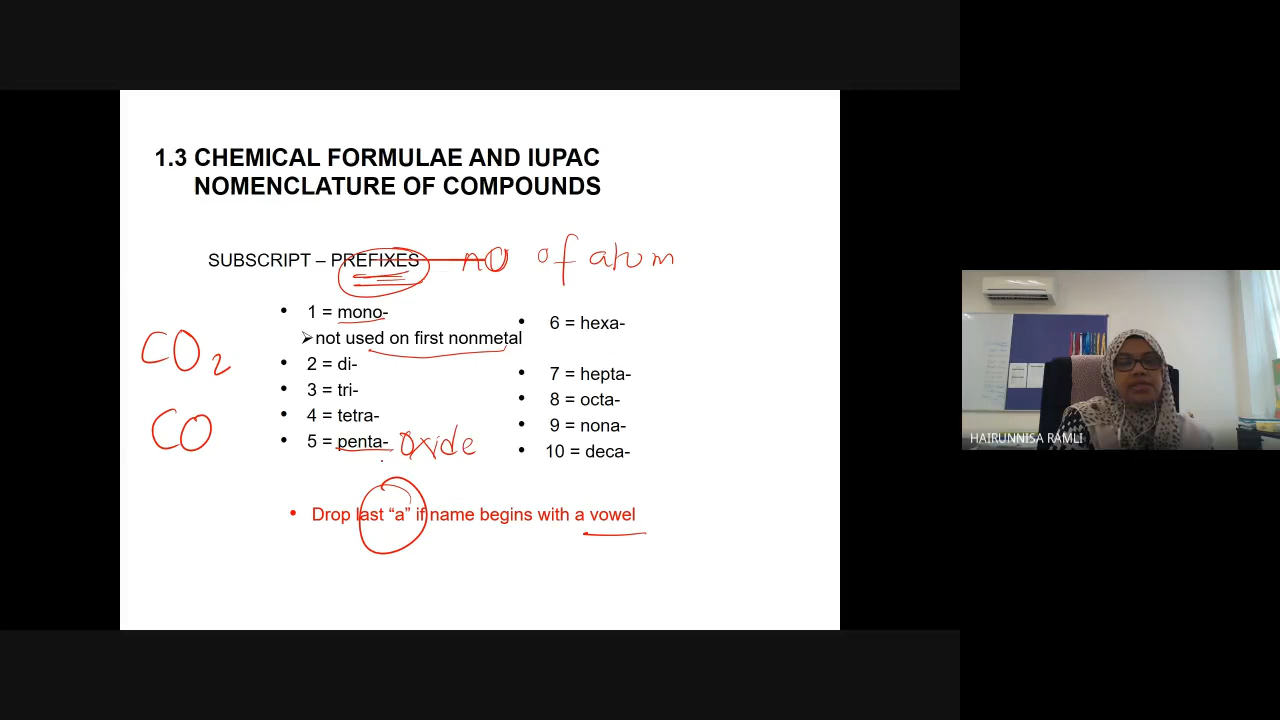 1.3 CHEMICAL FORMULAE AND IUPAC
NOMENCLATURE OF COMPOUNDS
SUBSCRIPT – PREFIXES no of atom
• 1 = mono-
➢not used on first nonmetal
• 2 = di-
• 3 = tri-
• 4 = tetra-
• 5 = penta- oxide
• 6 = hexa-
• 7 = hepta-
• 8 = octa-
• 9 = nona-
• 10 = deca-
CO2
CO
• Drop last “a” if name begins with a vowel
HAIRUNNISA RAMLI